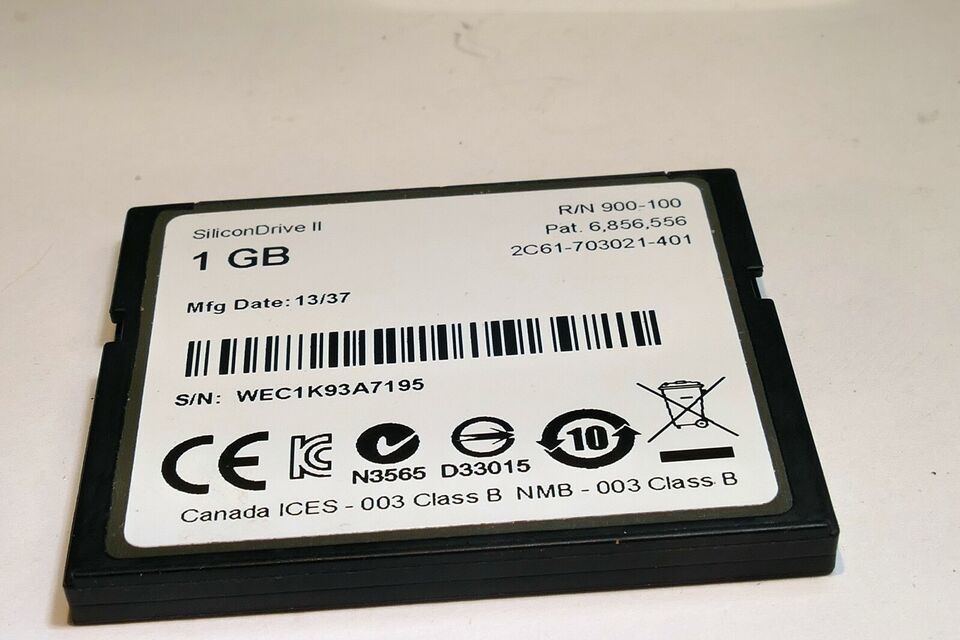 SiliconDrive II
1 GB
R/N 900-100
Pat. 6,856,556
2C61-703021-401
Mfg Date: 13/37
S/N: WEC1K93A7195
CE KC N3565 D33015 10
Canada ICES - 003 Class B NMB - 003 Class B